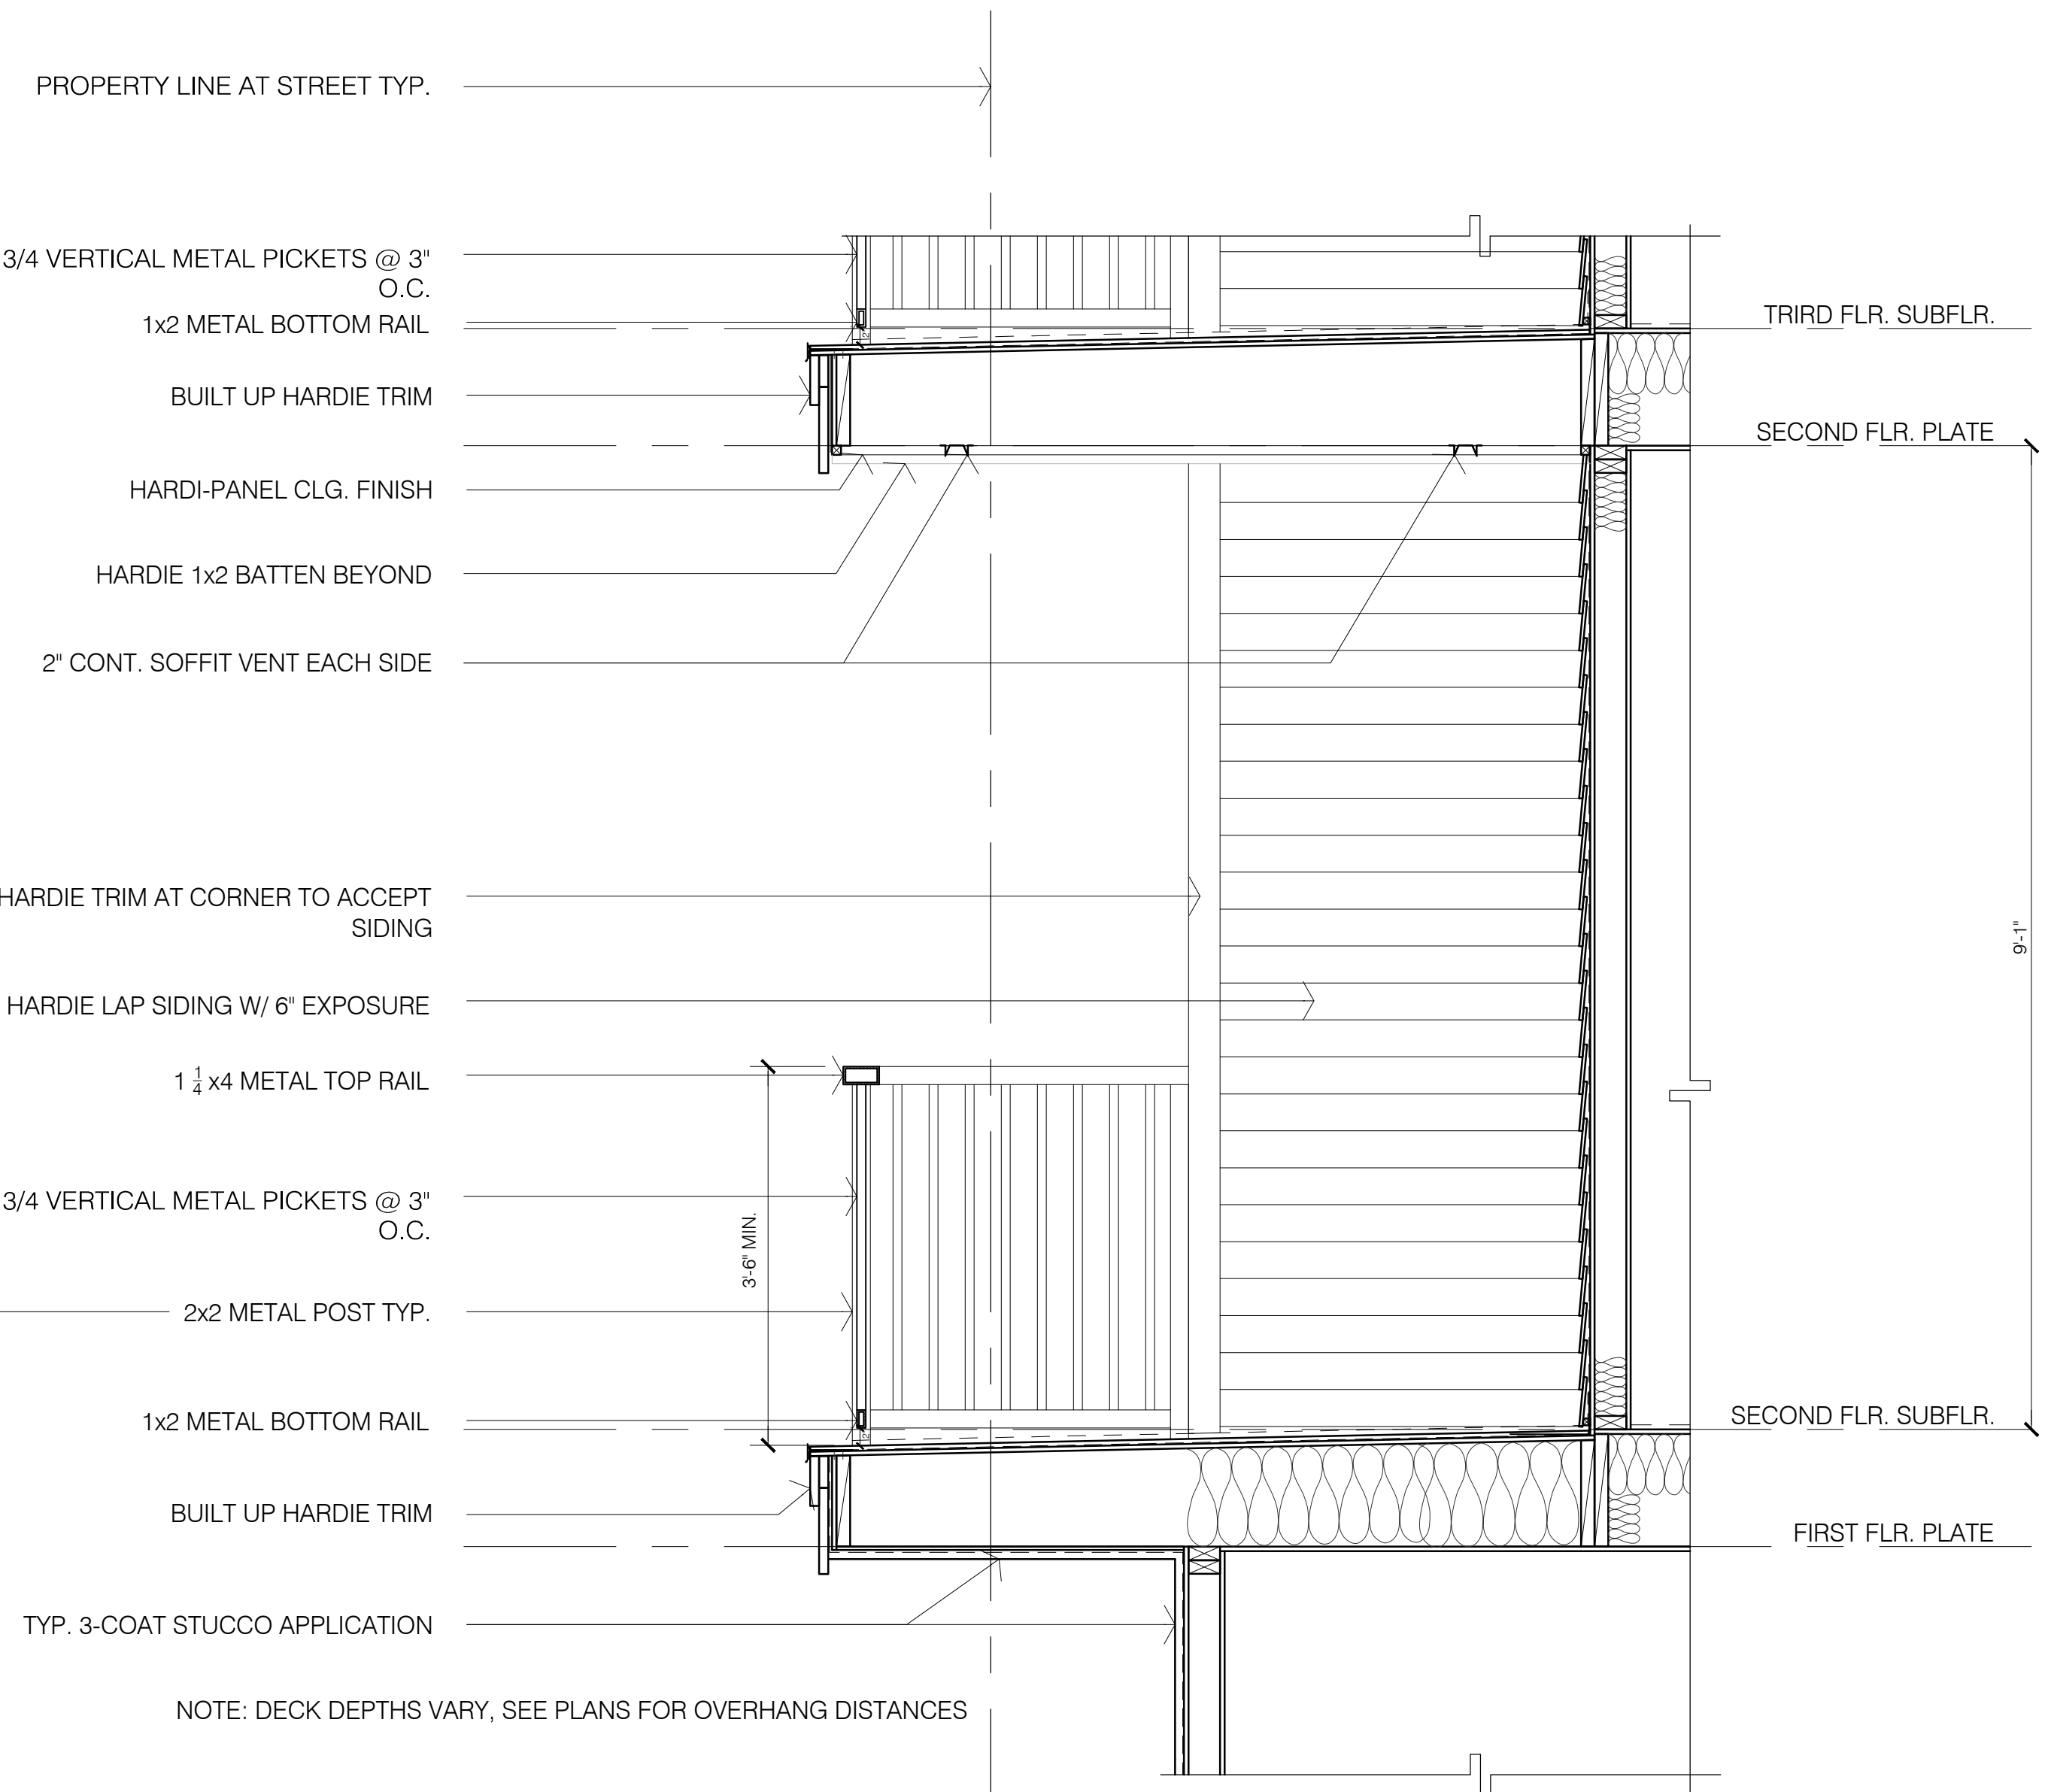 PROPERTY LINE AT STREET TYP.
3/4 VERTICAL METAL PICKETS @ 3"
O.C.
1x2 METAL BOTTOM RAIL
BUILT UP HARDIE TRIM
HARDI-PANEL CLG. FINISH
HARDIE 1x2 BATTEN BEYOND
2" CONT. SOFFIT VENT EACH SIDE
HARDIE TRIM AT CORNER TO ACCEPT
SIDING
HARDIE LAP SIDING W/ 6" EXPOSURE
1 1/4 x4 METAL TOP RAIL
3/4 VERTICAL METAL PICKETS @ 3"
O.C.
2x2 METAL POST TYP.
1x2 METAL BOTTOM RAIL
BUILT UP HARDIE TRIM
TYP. 3-COAT STUCCO APPLICATION
NOTE: DECK DEPTHS VARY, SEE PLANS FOR OVERHANG DISTANCES
3'-6" MIN.
TRIRD FLR. SUBFLR.
SECOND FLR. PLATE
9'-1"
SECOND FLR. SUBFLR.
FIRST FLR. PLATE